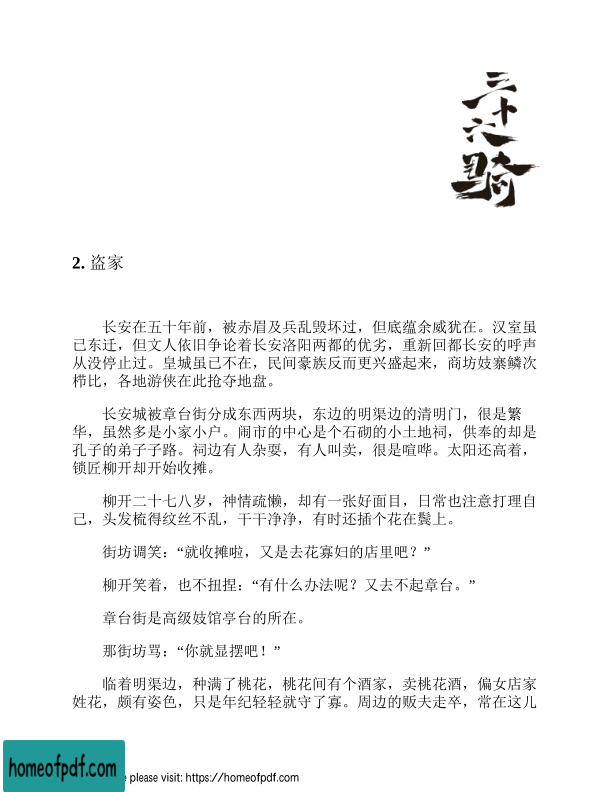 三十六骑
2. 盗家
长安在五十年前，被赤眉及兵乱毁坏过，但底蕴余威犹在。汉室虽
已东迁，但文人依旧争论着长安洛阳两都的优劣，重新回都长安的呼声
从没停止过。皇城虽已不在，民间豪族反而更兴盛起来，商坊妓寨鳞次
栉比，各地游侠在此抢夺地盘。
长安城被章台街分成东西两块，东边的明渠边的清明门，很是繁
华，虽然多是小家小户。闹市的中心是个石砌的小土地祠，供奉的却是
孔子的弟子子路。祠边有人杂耍，有人叫卖，很是喧哗。太阳还高着，
锁匠柳开却开始收摊。
柳开二十七八岁，神情疏懒，却有一张好面目，日常也注意打理自
己，头发梳得纹丝不乱，干干净净，有时还插个花在鬓上。
街坊调笑：“就收摊啦，又是去花寡妇的店里吧？”
柳开笑着，也不扭捏：“有什么办法呢？又去不起章台。”
章台街是高级妓馆亭台的所在。
那街坊骂：“你就显摆吧！”
临着明渠边，种满了桃花，桃花间有个酒家，卖桃花酒，偏女店家
姓花，颇有姿色，只是年纪轻轻就守了寡。周边的贩夫走卒，常在这儿
homeofpdf.com
e please visit: https://homeofpdf.com